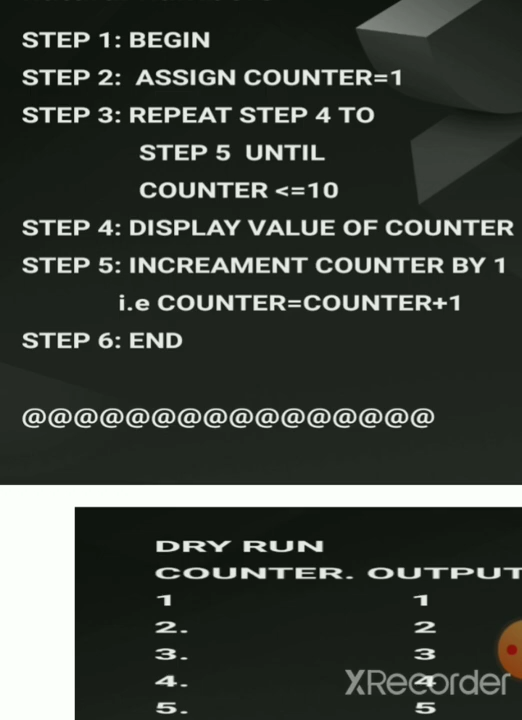 STEP 1: BEGIN
STEP 2: ASSIGN COUNTER=1
STEP 3: REPEAT STEP 4 TO
STEP 5 UNTIL
COUNTER <=10
STEP 4: DISPLAY VALUE OF COUNTER
STEP 5: INCREAMENT COUNTER BY 1
i.e COUNTER=COUNTER+1
STEP 6: END
@@@@@@@@@@@@@@@@
DRY RUN
COUNTER. OUTPUT
1 1
2. 2
3. 3
4. 4
5. 5
XRecorder